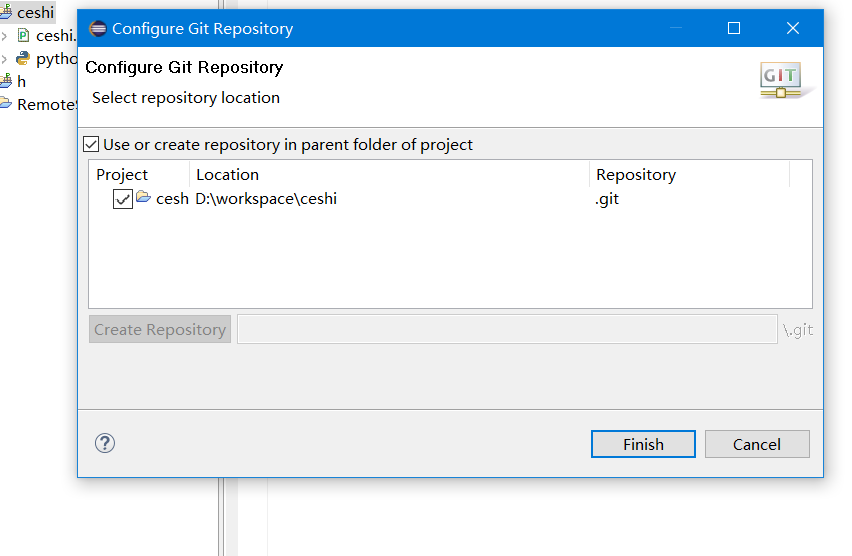 ceshi
ceshi.
pytho
h
Remote
Configure Git Repository
Configure Git Repository
Select repository location
GIT
Use or create repository in parent folder of project
Project Location Repository
cesh D:\workspace\ceshi .git
Create Repository \.git
Finish Cancel